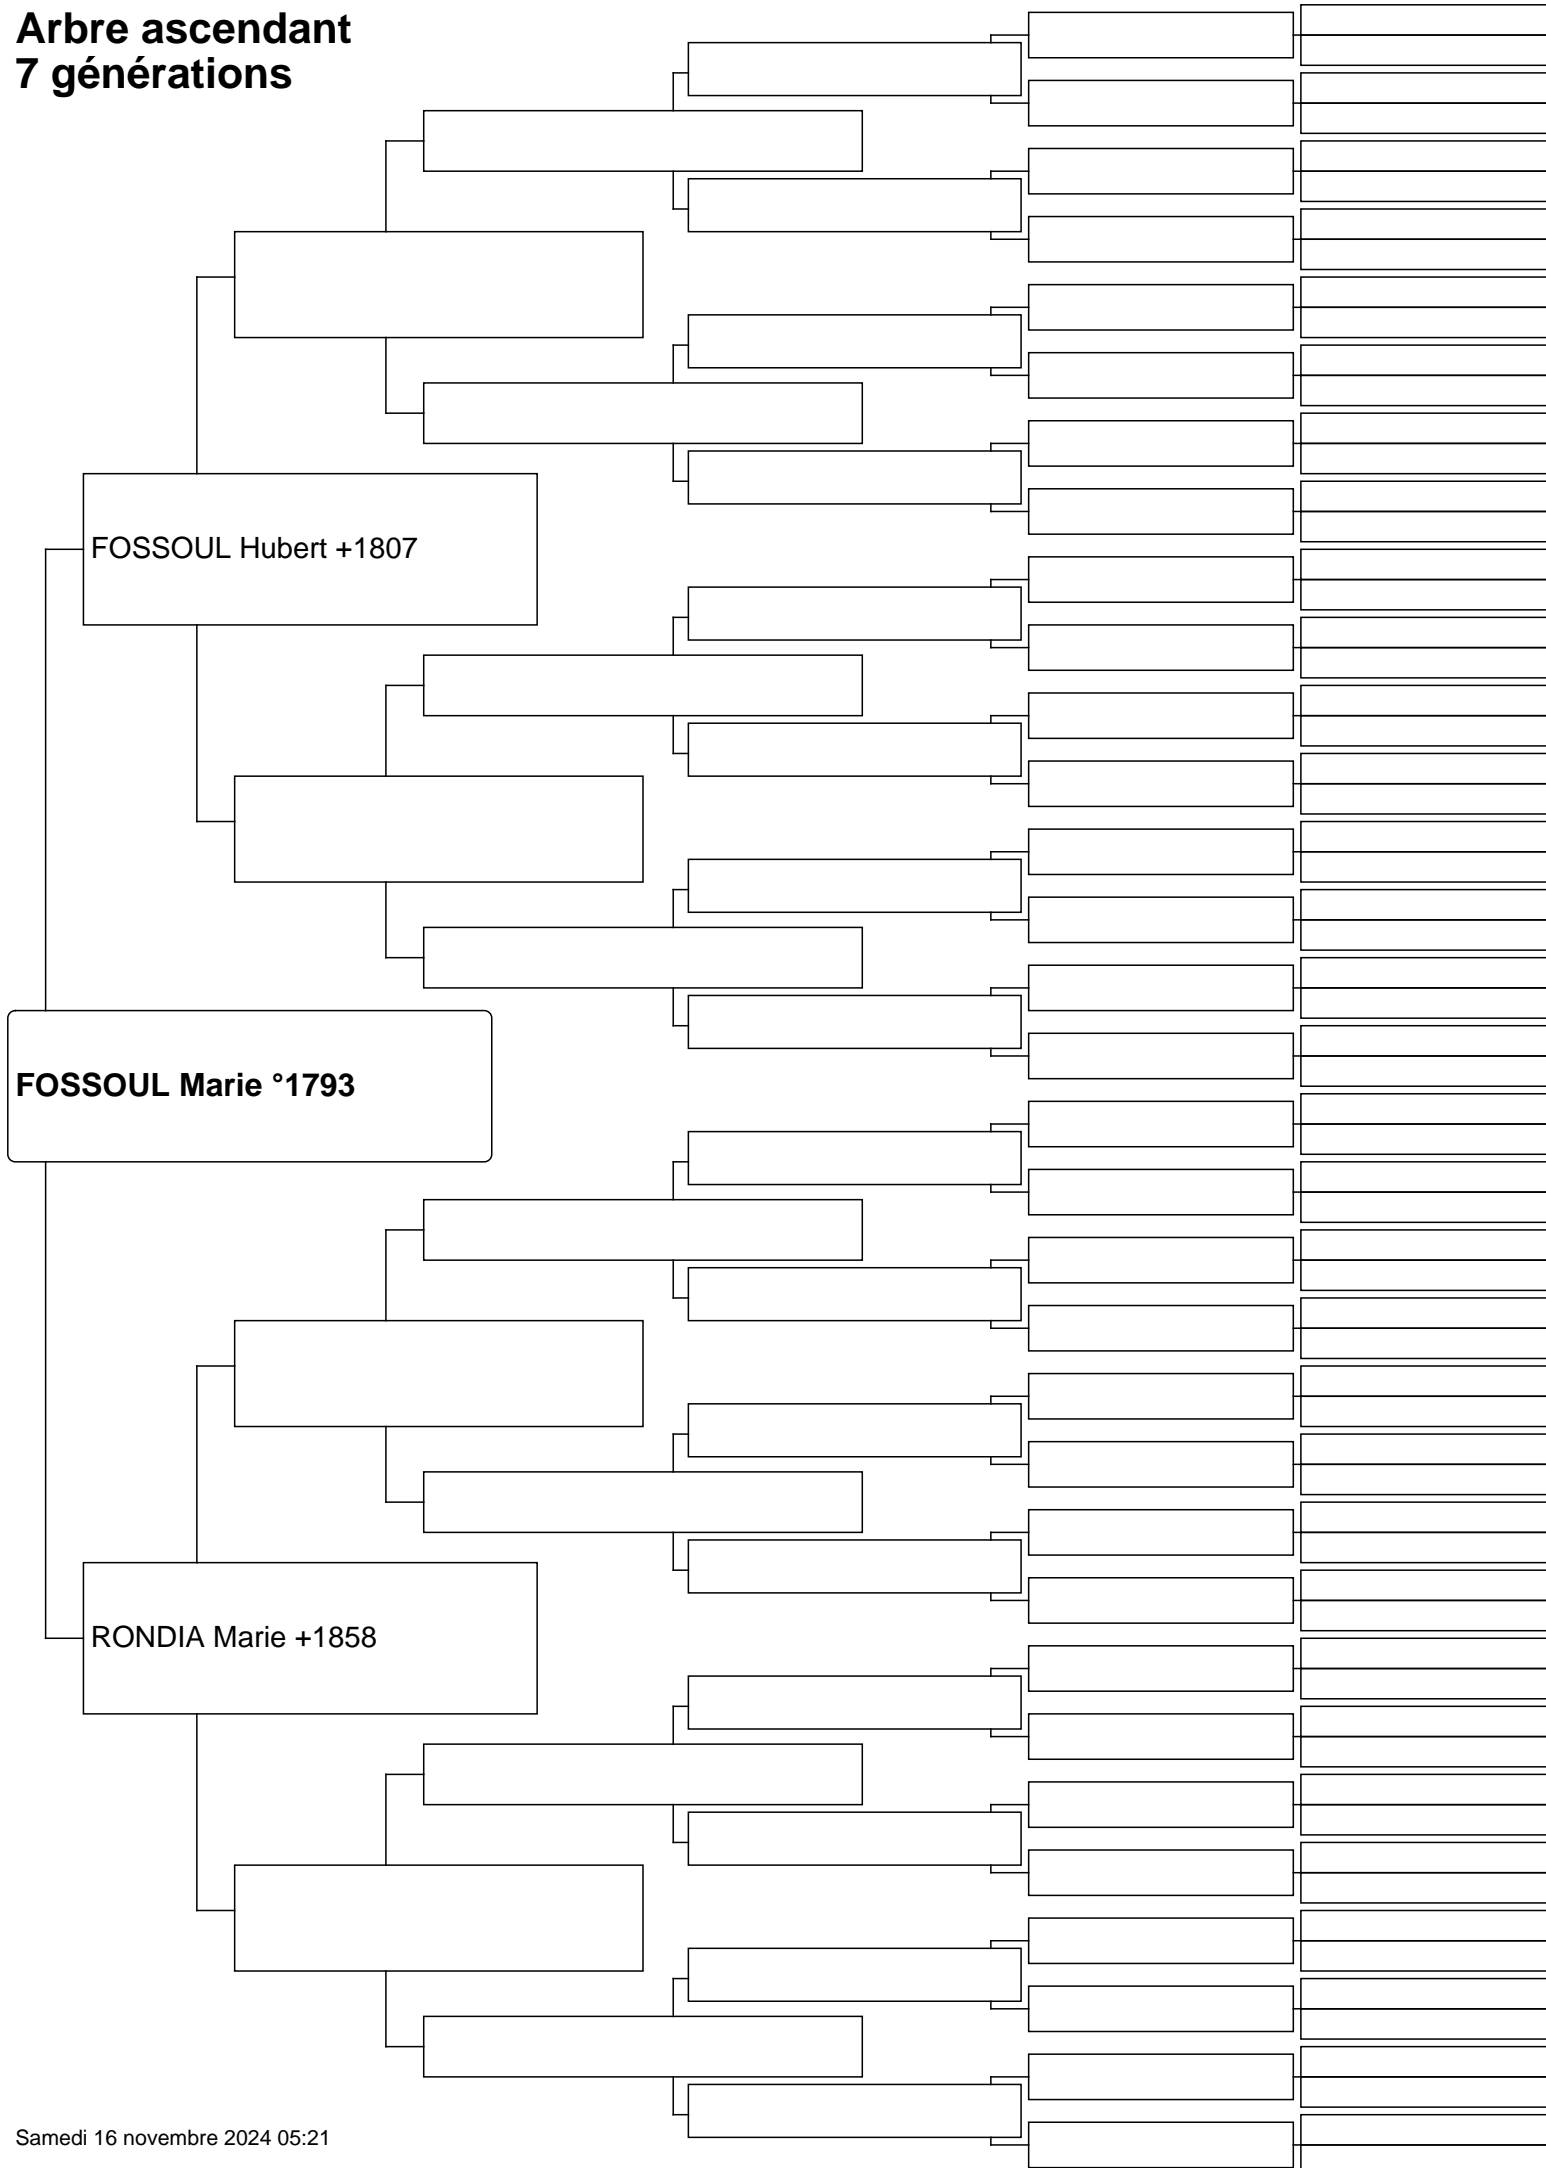 Arbre ascendant
7 générations
FOSSOUL Hubert +1807
FOSSOUL Marie °1793
RONDIA Marie +1858
Samedi 16 novembre 2024 05:21